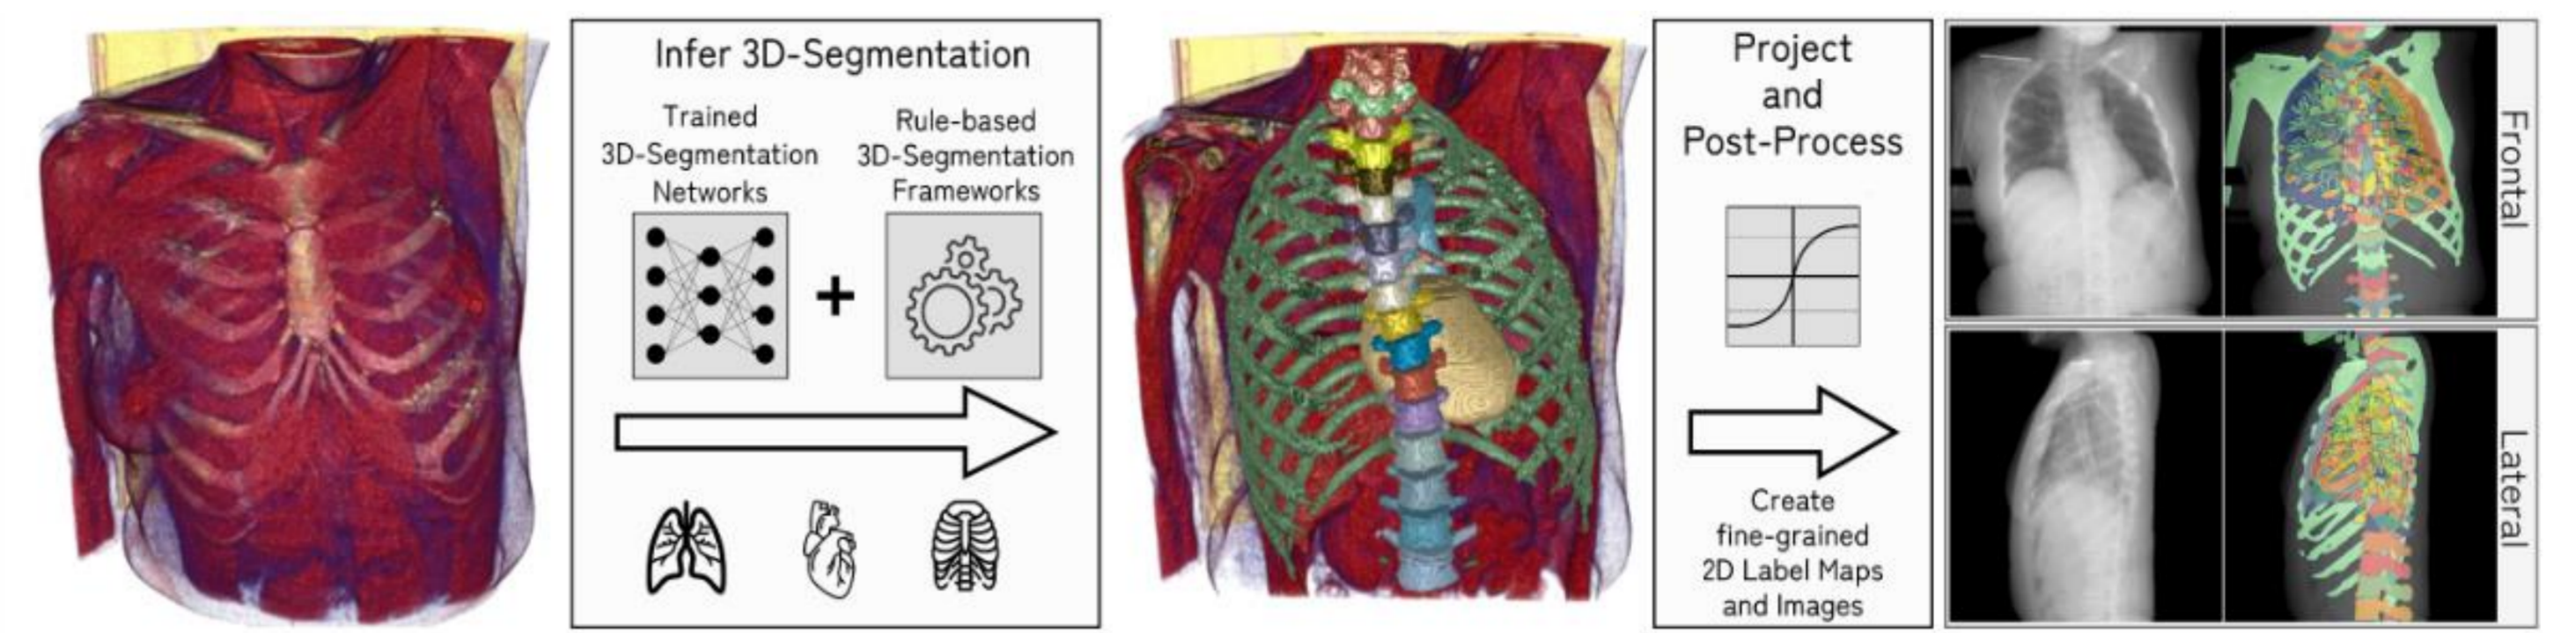 Infer 3D-Segmentation
Trained
3D-Segmentation
Networks
Rule-based
3D-Segmentation
Frameworks
Project
and
Post-Process
Create
fine-grained
2D Label Maps
and Images
Frontal
Lateral